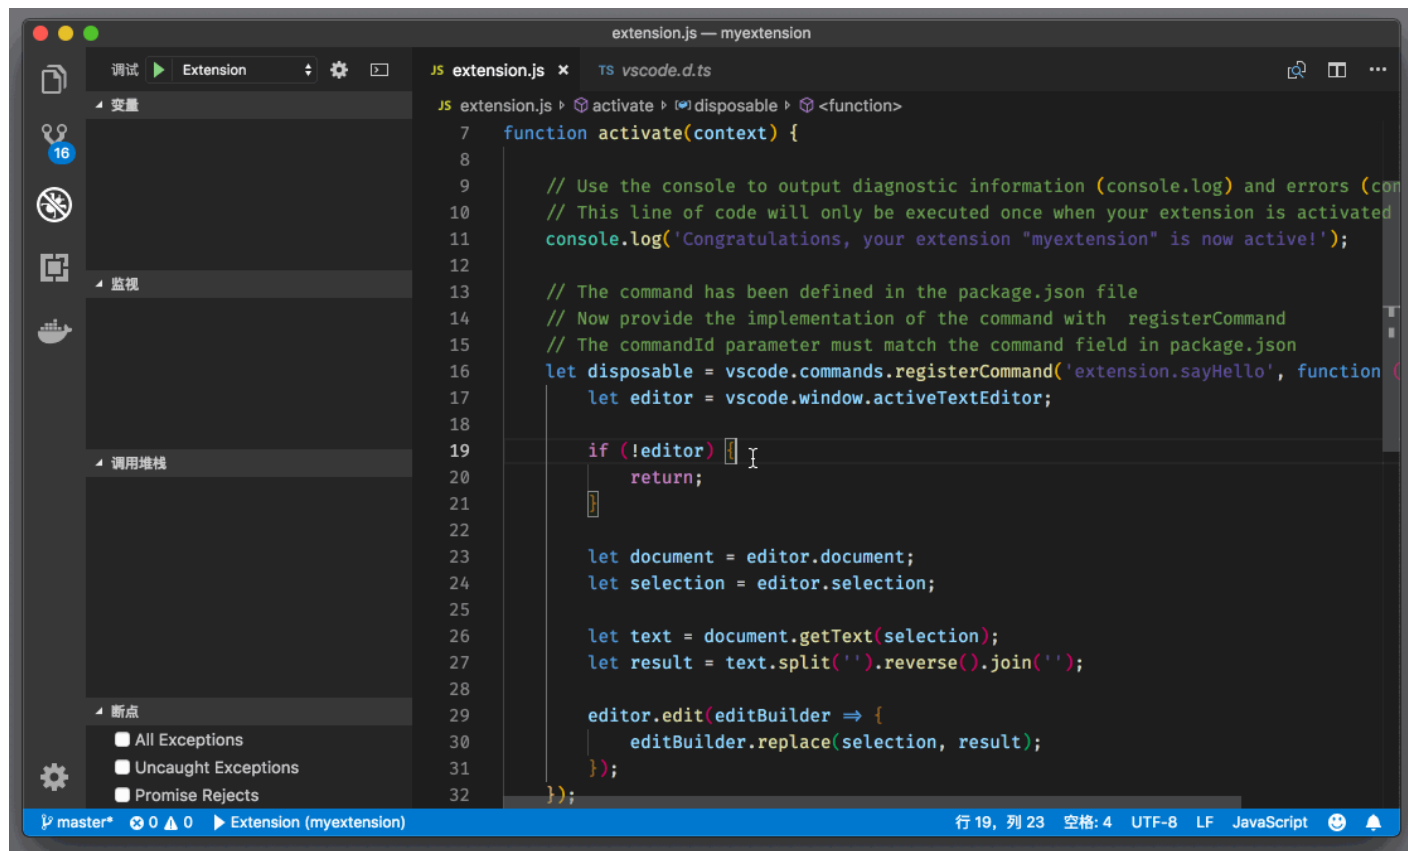 extension.js — myextension
调试 Extension
JS extension.js × TS vscode.d.ts
变量
JS extension.js activate disposable <function>
7 function activate(context) {
8
9 // Use the console to output diagnostic information (console.log) and errors (con
10 // This line of code will only be executed once when your extension is activated
11 console.log('Congratulations, your extension "myextension" is now active!');
12
监视
13 // The command has been defined in the package.json file
14 // Now provide the implementation of the command with  registerCommand
15 // The commandId parameter must match the command field in package.json
16 let disposable = vscode.commands.registerCommand('extension.sayHello', function (
17 let editor = vscode.window.activeTextEditor;
18
19 if (!editor) {
调用堆栈
20 return;
21 }
22
23 let document = editor.document;
24 let selection = editor.selection;
25
26 let text = document.getText(selection);
27 let result = text.split('').reverse().join('');
28
断点
29 editor.edit(editBuilder => {
All Exceptions
30 editBuilder.replace(selection, result);
Uncaught Exceptions
31 });
Promise Rejects
32 });
16
master* 0 0 Extension (myextension) 行 19, 列 23 空格: 4 UTF-8 LF JavaScript